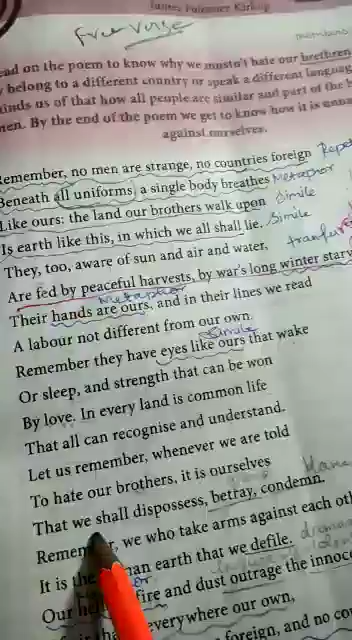 James Falconer Kirkup
Free Verse
members
ead on the poem to know why we mustn't hate our brethren
y belong to a different country or speak a different languag
inds us of that how all people are similar and part of the
men. By the end of the poem we get to know how it is
against ourselves.
Remember, no men are strange, no countries foreign Repe
Beneath all uniforms, a single body breathes Metaphor
Like ours: the land our brothers walk upon Simile
Is earth like this, in which we all shall lie. Simile
They, too, aware of sun and air and water,
Are fed by peaceful harvests, by war's long winter starv
Metaphor
Their hands are ours, and in their lines we read
A labour not different from our own.
Simile
Remember they have eyes like ours that wake
Or sleep, and strength that can be won
By love. In every land is common life
That all can recognise and understand.
Let us remember, whenever we are told
To hate our brothers, it is ourselves
That we shall dispossess, betray, condemn.
Remem r, we who take arms against each oth
It is the an earth that we defile.
Our he fire and dust outrage the innoc
everywhere our own,
foreign, and no co